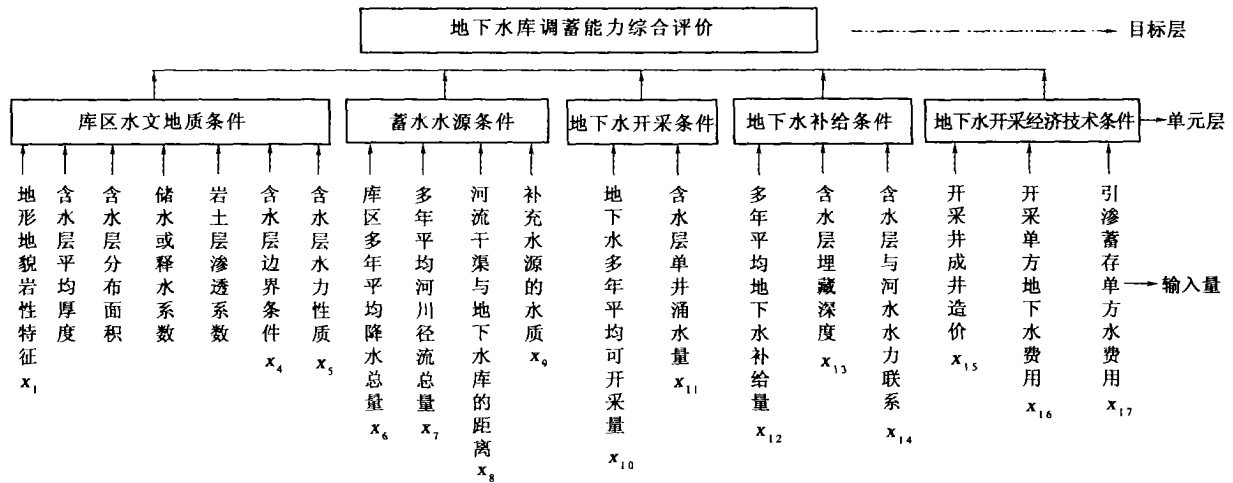 地下水库调蓄能力综合评价
目标层
库区水文地质条件
蓄水水源条件
地下水开采条件
地下水补给条件
地下水开采经济技术条件
单元层
地形地貌岩性特征 x₁
含水层平均厚度
含水层分布面积
储水或释水系数
岩土层渗透系数
含水层边界条件 x₄
含水层水力性质 x₅
库区多年平均降水总量 x₆
多年平均河川径流总量 x₇
河流干渠与地下水库的距离 x₈
补充水源的水质 x₉
地下水多年平均可开采量 x₁₀
含水层单井涌水量 x₁₁
多年平均地下水补给量 x₁₂
含水层埋藏深度 x₁₃
含水层与河水水力联系 x₁₄
开采井成井造价 x₁₅
开采单方地下水费用 x₁₆
引渗蓄存单方水费用 x₁₇
输入量